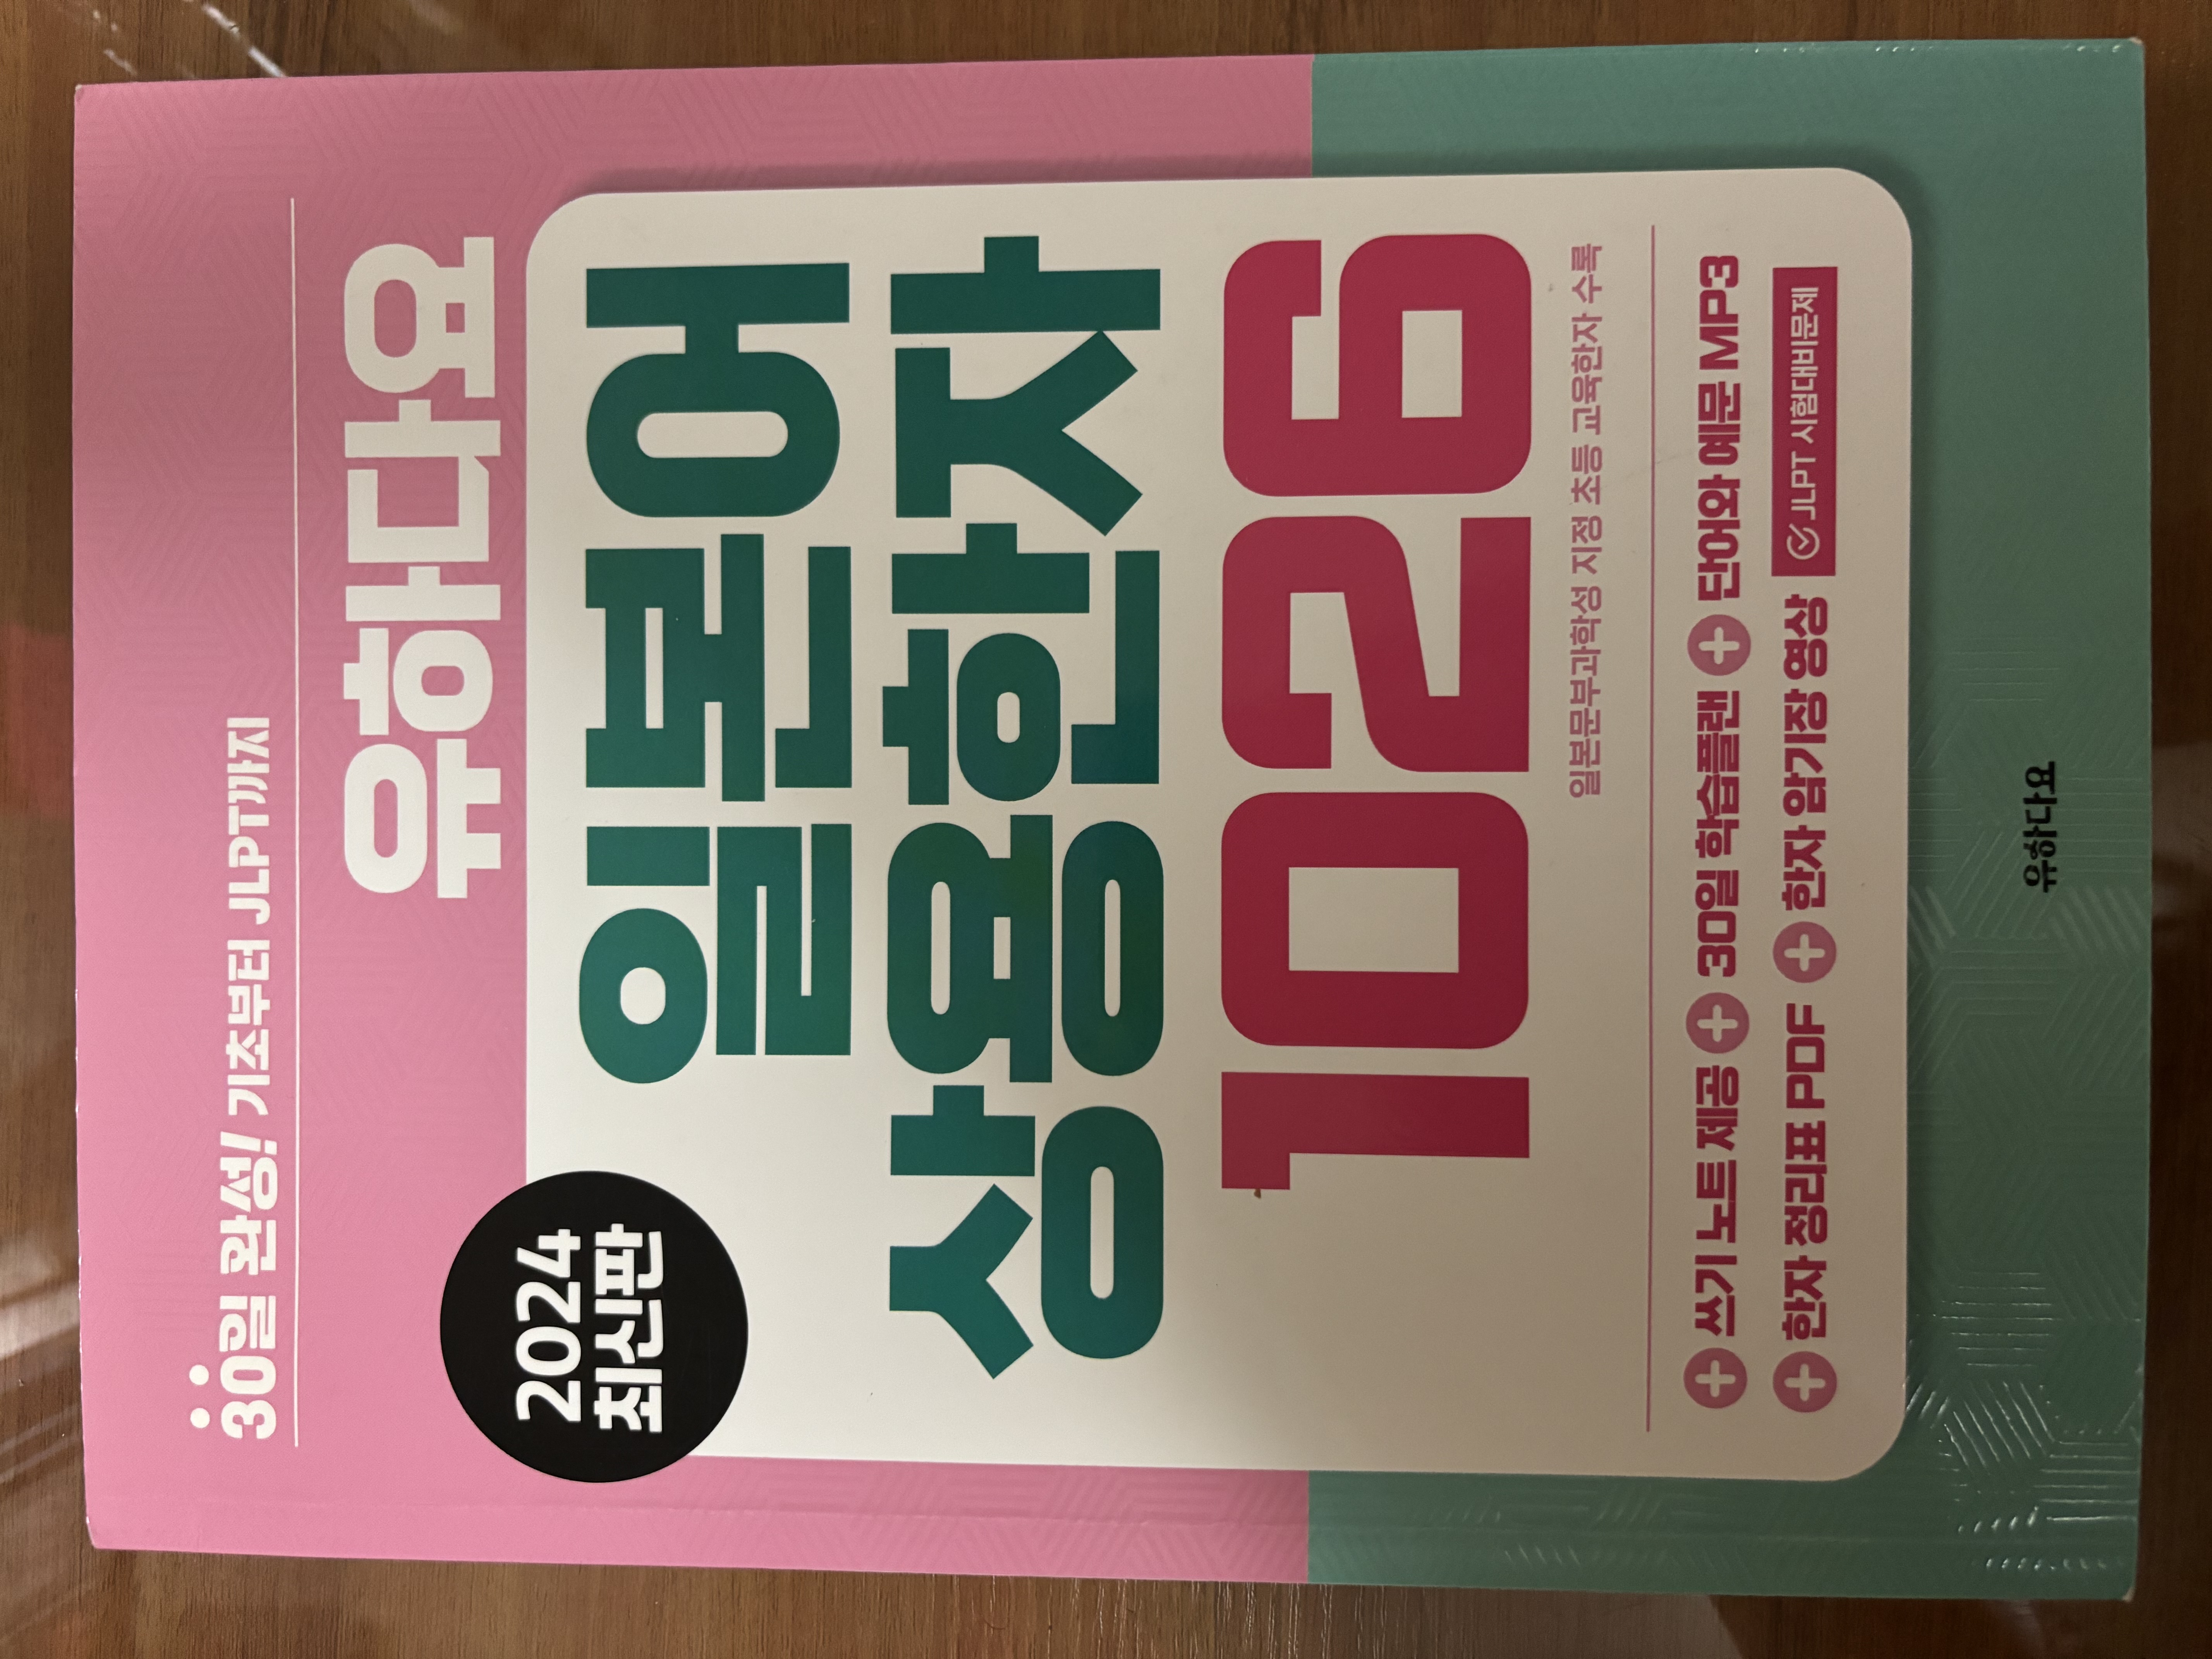 30일 완성! 기초부터 JLPT까지
유하다요
2024
최신판
일본어
상용한자
1026
일본문부과학성 지정 초등 교육한자 수록
+ 쓰기 노트 제공 + 30일 학습플랜 + 단어와 예문 MP3
+ 한자 정리표 PDF + 한자 암기장 영상 JLPT 시험대비문제
유하다요